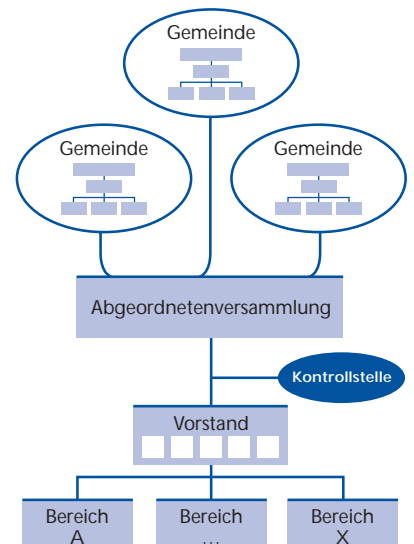 Gemeinde
Gemeinde
Gemeinde
Abgeordnetenversammlung
Kontrollstelle
Vorstand
Bereich
A
Bereich
...
Bereich
X